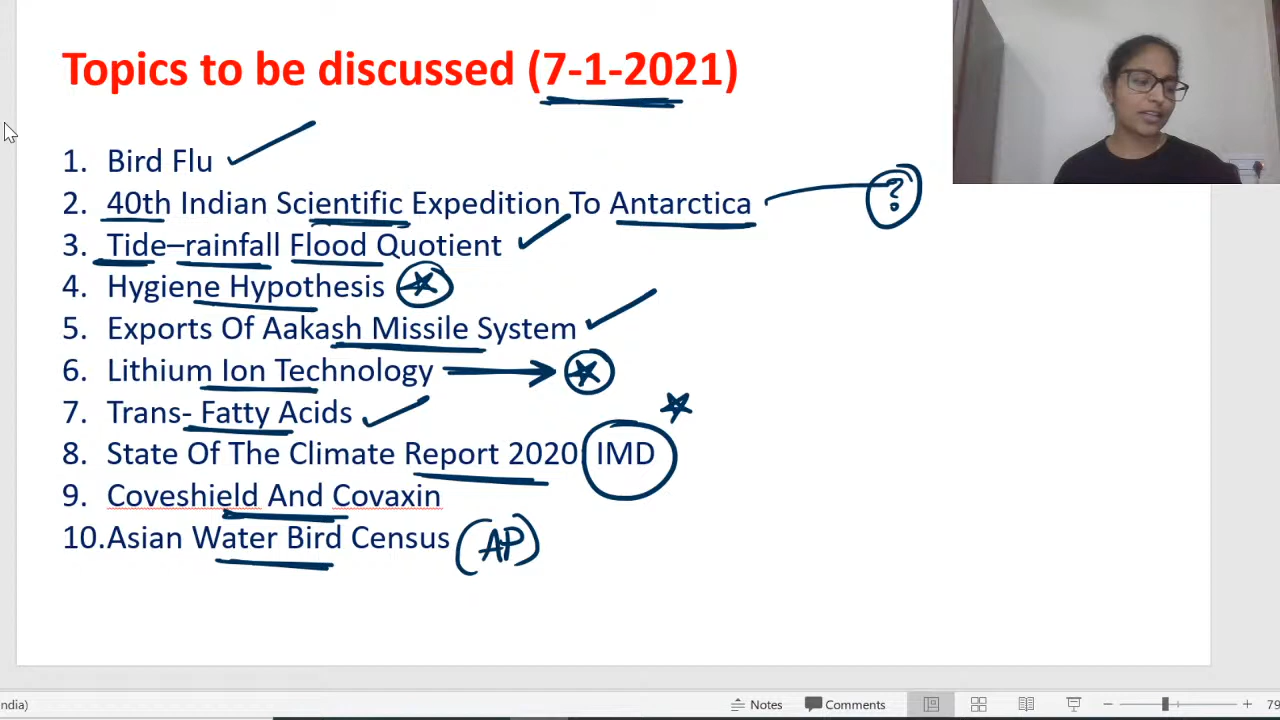 Topics to be discussed (7-1-2021)
1. Bird Flu
2. 40th Indian Scientific Expedition To Antarctica ?
3. Tide–rainfall Flood Quotient
4. Hygiene Hypothesis
5. Exports Of Aakash Missile System
6. Lithium Ion Technology
7. Trans- Fatty Acids
8. State Of The Climate Report 2020 IMD
9. Coveshield And Covaxin
10.Asian Water Bird Census (AP)
ndia) Notes Comments 79